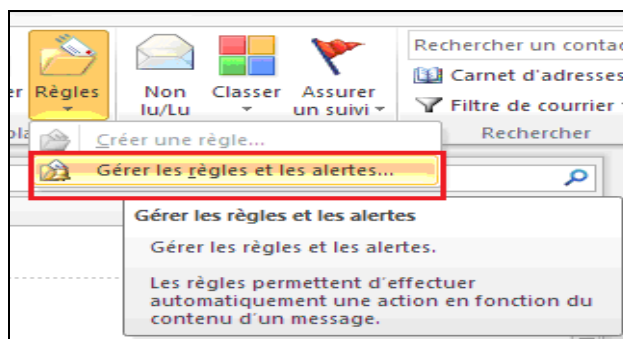 Rechercher un contac
Carnet d'adresses
er Règles Non lu/Lu Classer Assurer un suivi
Filtre de courrier
Rechercher
Créer une règle...
Gérer les règles et les alertes...
Gérer les règles et les alertes
Gérer les règles et les alertes.
Les règles permettent d'effectuer
automatiquement une action en fonction du
contenu d'un message.